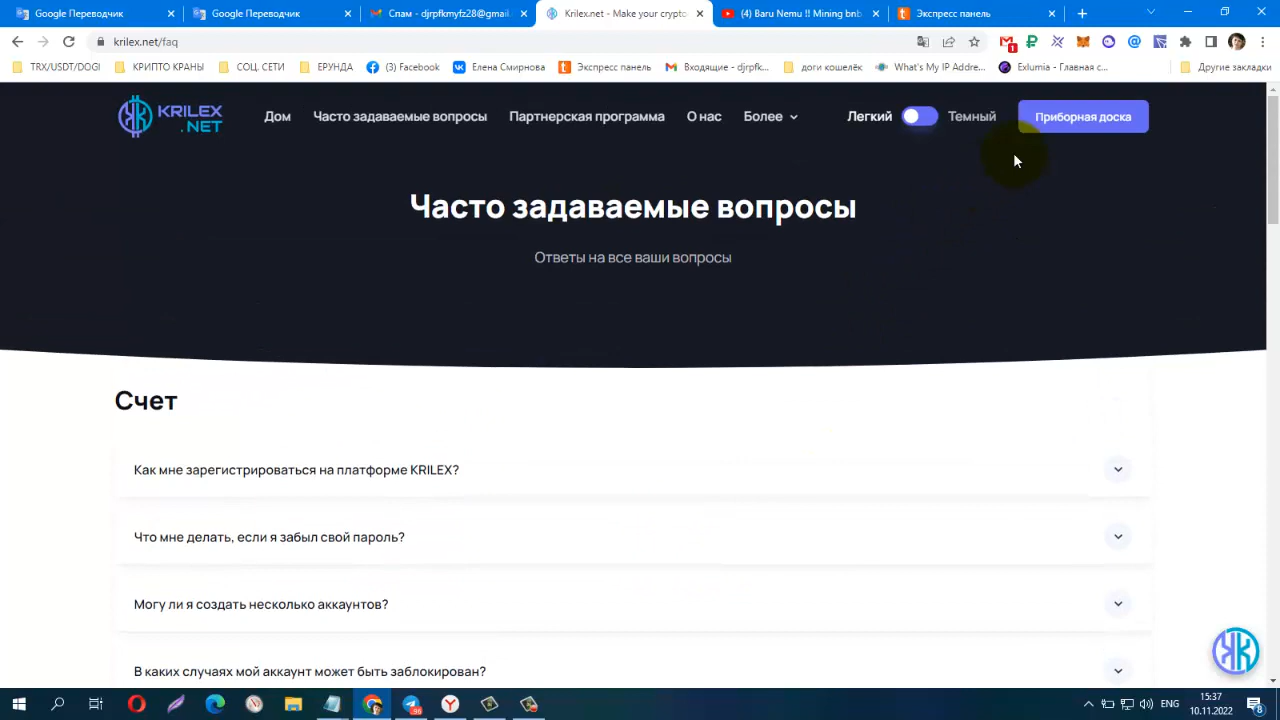 Google Переводчик
Google Переводчик
Спам - djrpfkmyfz28@gmail.
Krilex.net - Make your crypto
(4) Baru Nemu !! Mining bnb
Экспресс панель
krilex.net/faq
1
TRX/USDT/DOGI
КРИПТО КРАНЫ
СОЦ. СЕТИ
ЕРУНДА
(3) Facebook
Елена Смирнова
Экспресс панель
Входящие - djrpfk...
доги кошелёк
What's My IP Addre...
Exlumia - Главная с...
Другие закладки
KRILEX
.NET
Дом
Часто задаваемые вопросы
Партнерская программа
О нас
Более
Легкий
Темный
Приборная доска
Часто задаваемые вопросы
Ответы на все ваши вопросы
Счет
Как мне зарегистрироваться на платформе KRILEX?
Что мне делать, если я забыл свой пароль?
Могу ли я создать несколько аккаунтов?
В каких случаях мой аккаунт может быть заблокирован?
ENG
15:37
10.11.2022